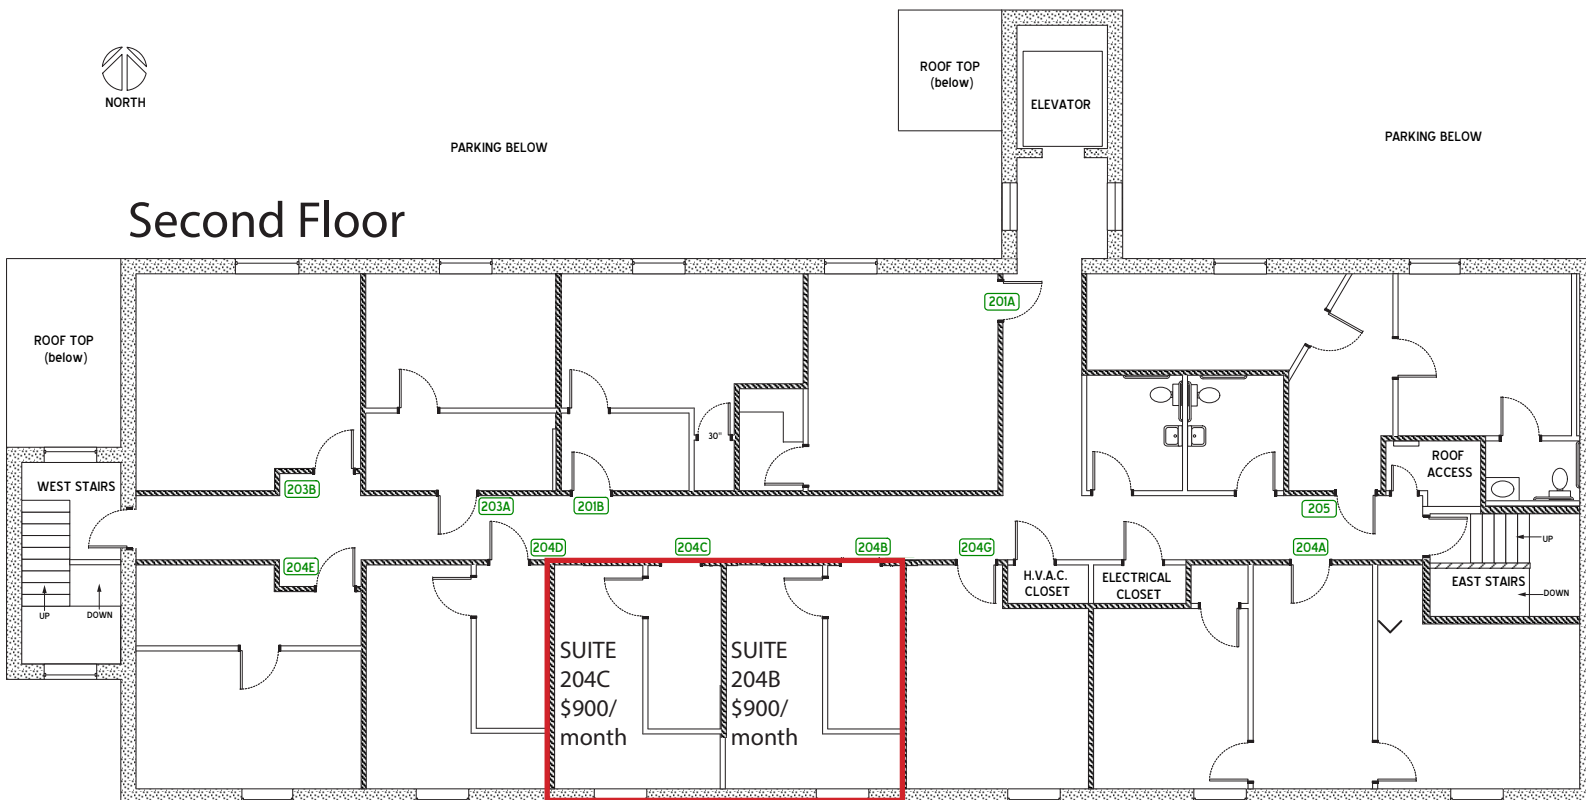 NORTH
PARKING BELOW
ROOF TOP
(below)
ELEVATOR
PARKING BELOW
Second Floor
ROOF TOP
(below)
201A
30"
WEST STAIRS
203B
203A
201B
205
ROOF
ACCESS
204E
204D
204C
204B
204G
204A
H.V.A.C.
CLOSET
ELECTRICAL
CLOSET
EAST STAIRS
UP
DOWN
UP
DOWN
SUITE
204C
$900/
month
SUITE
204B
$900/
month